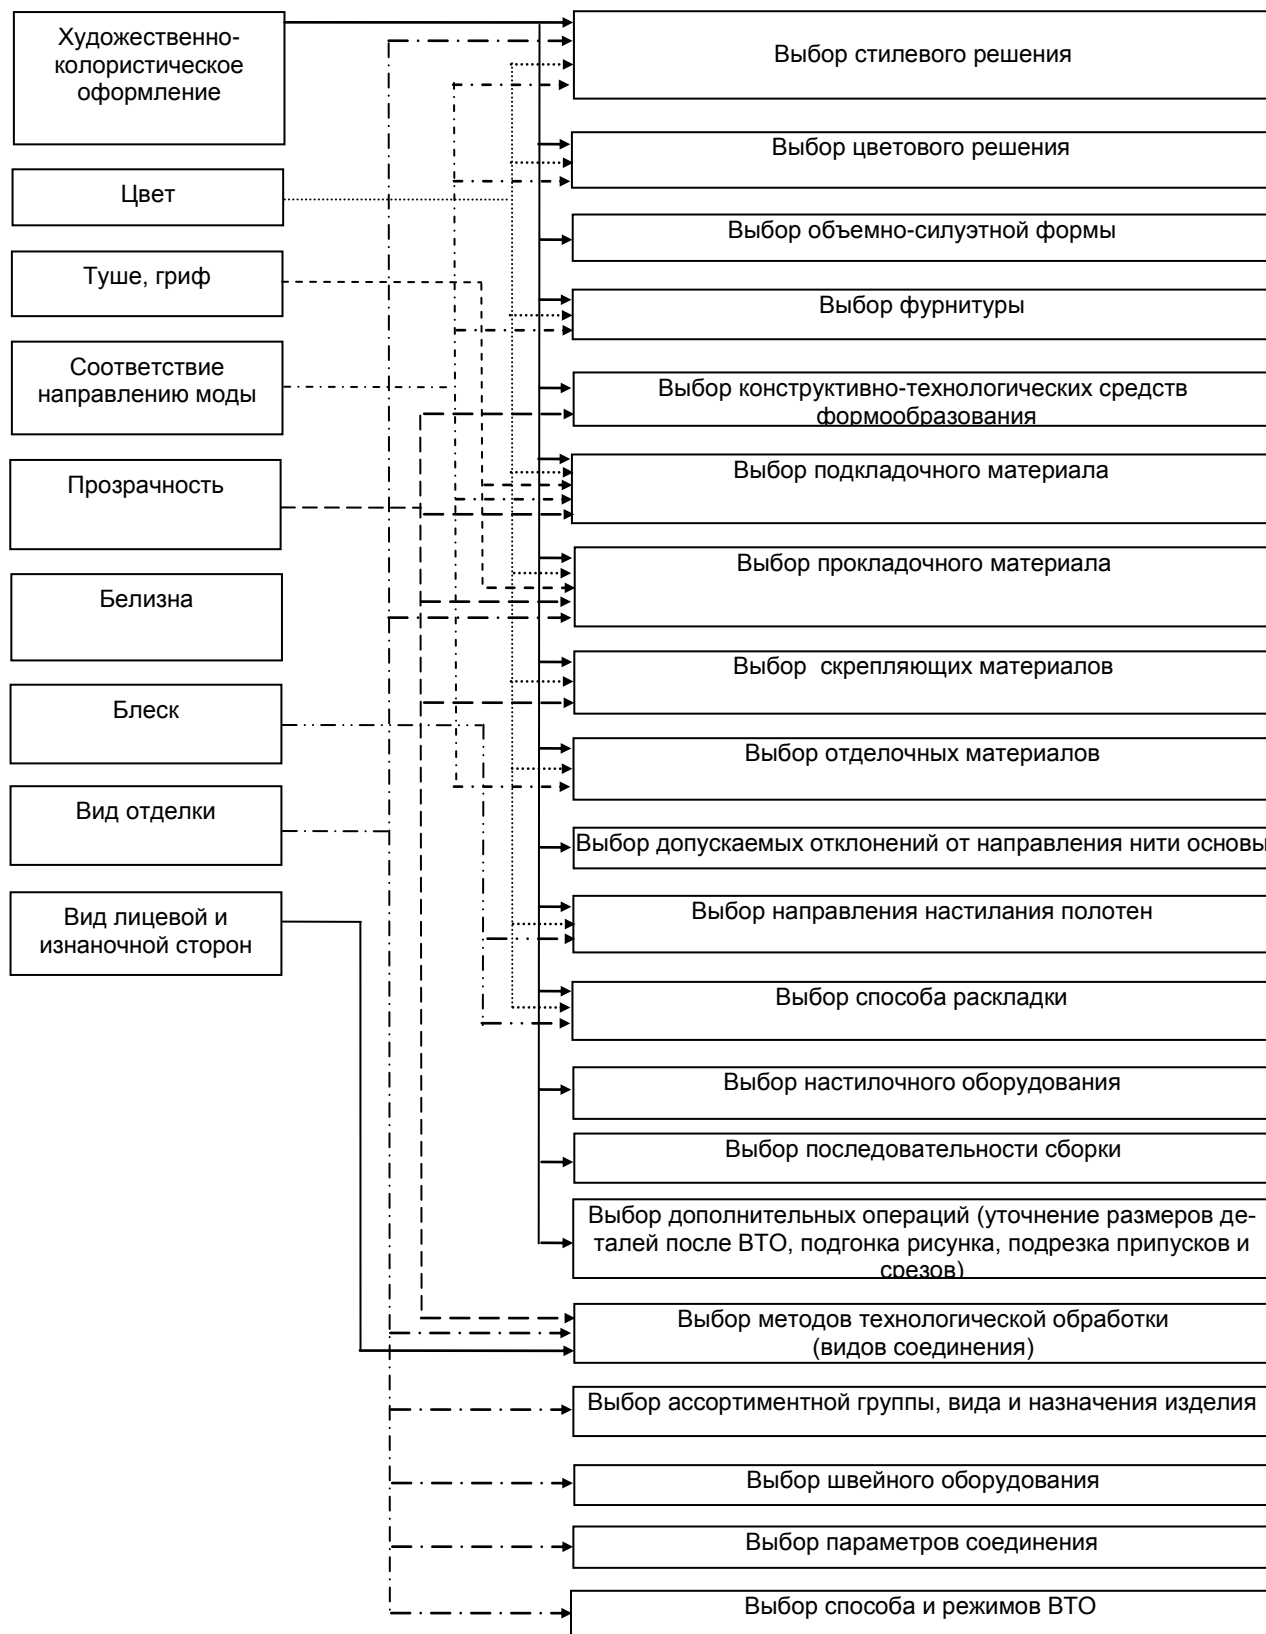 Художественно-
колористическое
оформление
Цвет
Туше, гриф
Соответствие
направлению моды
Прозрачность
Белизна
Блеск
Вид отделки
Вид лицевой и
изнаночной сторон
Выбор стилевого решения
Выбор цветового решения
Выбор объемно-силуэтной формы
Выбор фурнитуры
Выбор конструктивно-технологических средств
формообразования
Выбор подкладочного материала
Выбор прокладочного материала
Выбор скрепляющих материалов
Выбор отделочных материалов
Выбор допускаемых отклонений от направления нити основы
Выбор направления настилания полотен
Выбор способа раскладки
Выбор настилочного оборудования
Выбор последовательности сборки
Выбор дополнительных операций (уточнение размеров де-
талей после ВТО, подгонка рисунка, подрезка припусков и
срезов)
Выбор методов технологической обработки
(видов соединения)
Выбор ассортиментной группы, вида и назначения изделия
Выбор швейного оборудования
Выбор параметров соединения
Выбор способа и режимов ВТО